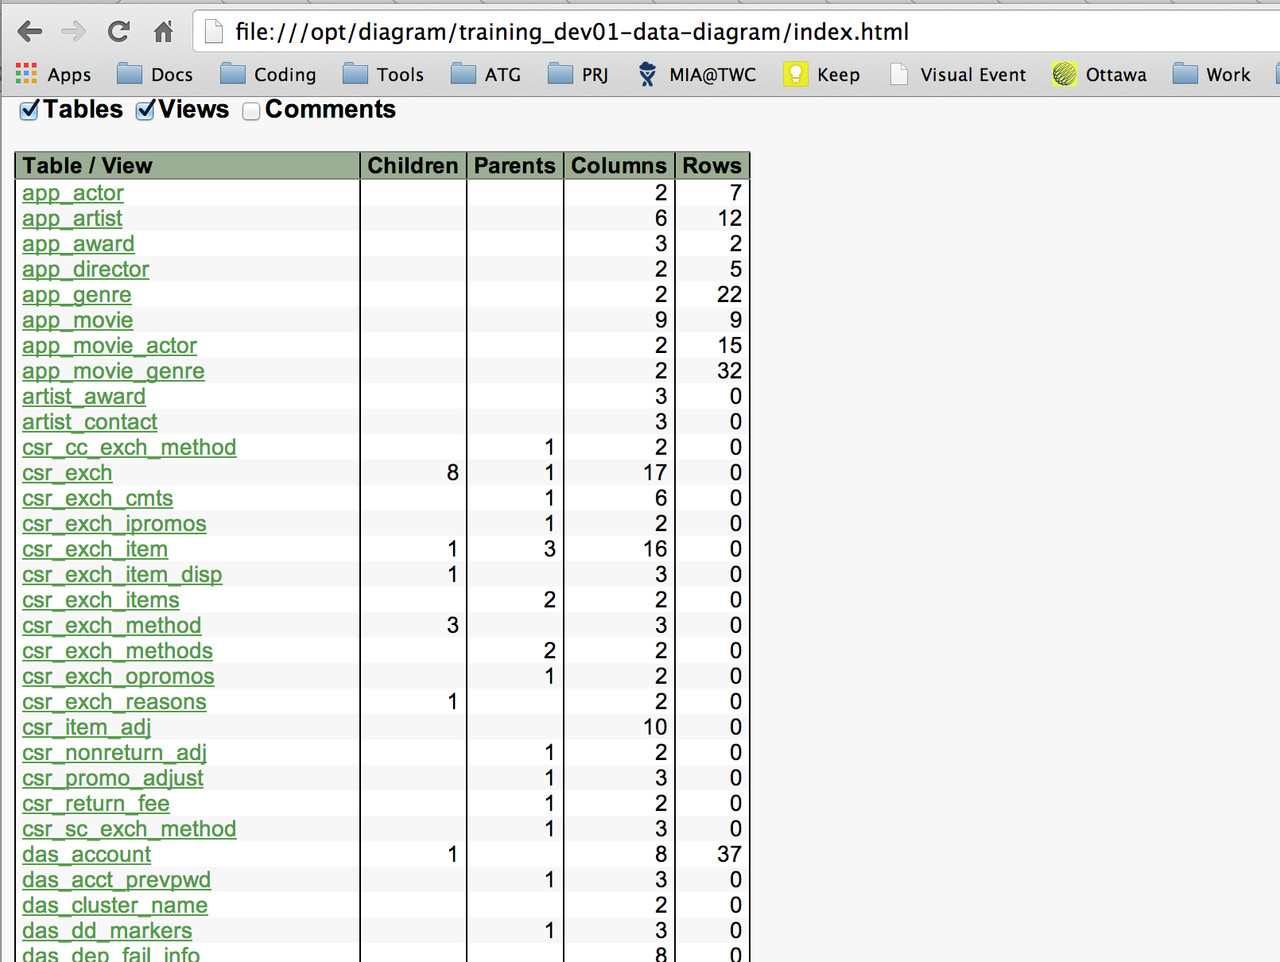 file:///opt/diagram/training_dev01-data-diagram/index.html
Apps Docs Coding Tools ATG PRJ MIA@TWC Keep Visual Event Ottawa Work
Tables Views Comments
Table / View Children Parents Columns Rows
app_actor 2 7
app_artist 6 12
app_award 3 2
app_director 2 5
app_genre 2 22
app_movie 9 9
app_movie_actor 2 15
app_movie_genre 2 32
artist_award 3 0
artist_contact 3 0
csr_cc_exch_method 1 2 0
csr_exch 8 1 17 0
csr_exch_cmts 1 6 0
csr_exch_ipromos 1 2 0
csr_exch_item 1 3 16 0
csr_exch_item_disp 1 3 0
csr_exch_items 2 2 0
csr_exch_method 3 3 0
csr_exch_methods 2 2 0
csr_exch_opromos 1 2 0
csr_exch_reasons 1 2 0
csr_item_adj 10 0
csr_nonreturn_adj 1 2 0
csr_promo_adjust 1 3 0
csr_return_fee 1 2 0
csr_sc_exch_method 1 3 0
das_account 1 8 37
das_acct_prevpwd 1 3 0
das_cluster_name 2 0
das_dd_markers 1 3 0
das_dep_fail_info 8 0